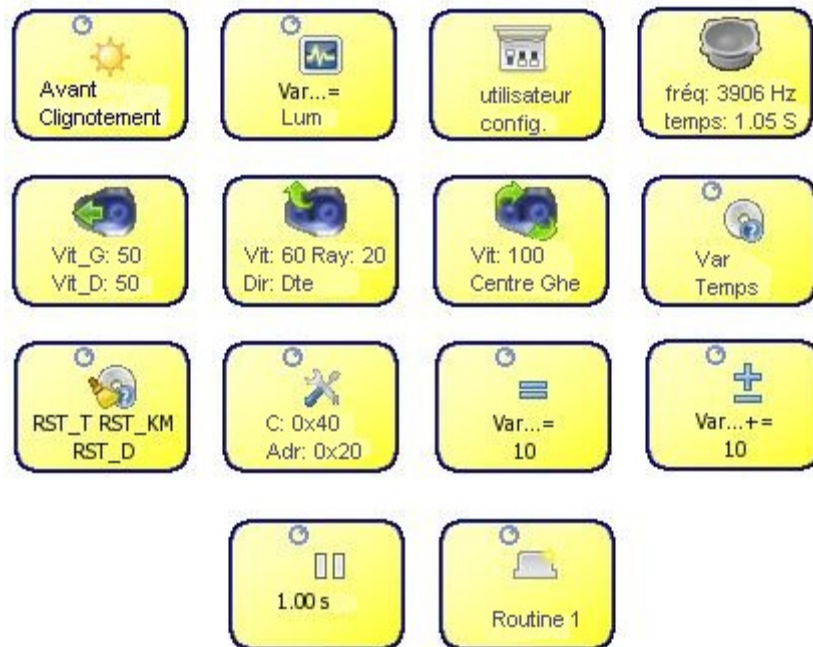 Avant
Clignotement
Var...=
Lum
utilisateur
config.
fréq: 3906 Hz
temps: 1.05 S
Vit_G: 50
Vit_D: 50
Vit: 60 Ray: 20
Dir: Dte
Vit: 100
Centre Ghe
Var
Temps
RST_T RST_KM
RST_D
C: 0x40
Adr: 0x20
Var...=
10
Var...+=
10
1.00 s
Routine 1